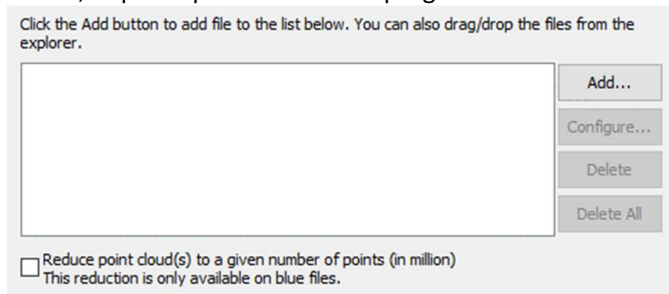 Click the Add button to add file to the list below. You can also drag/drop the files from the
explorer.
Add...
Configure...
Delete
Delete All
Reduce point cloud(s) to a given number of points (in million)
This reduction is only available on blue files.